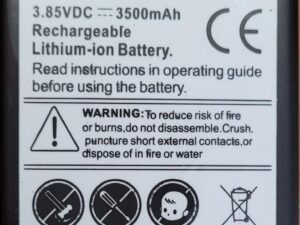 3.85VDC ⎓ 3500mAh
Rechargeable
Lithium-ion Battery.
Read instructions in operating guide
before using the battery.
CE
WARNING: To reduce risk of fire
or burns,do not disassemble.Crush.
puncture short external contacts,or
dispose of in fire or water